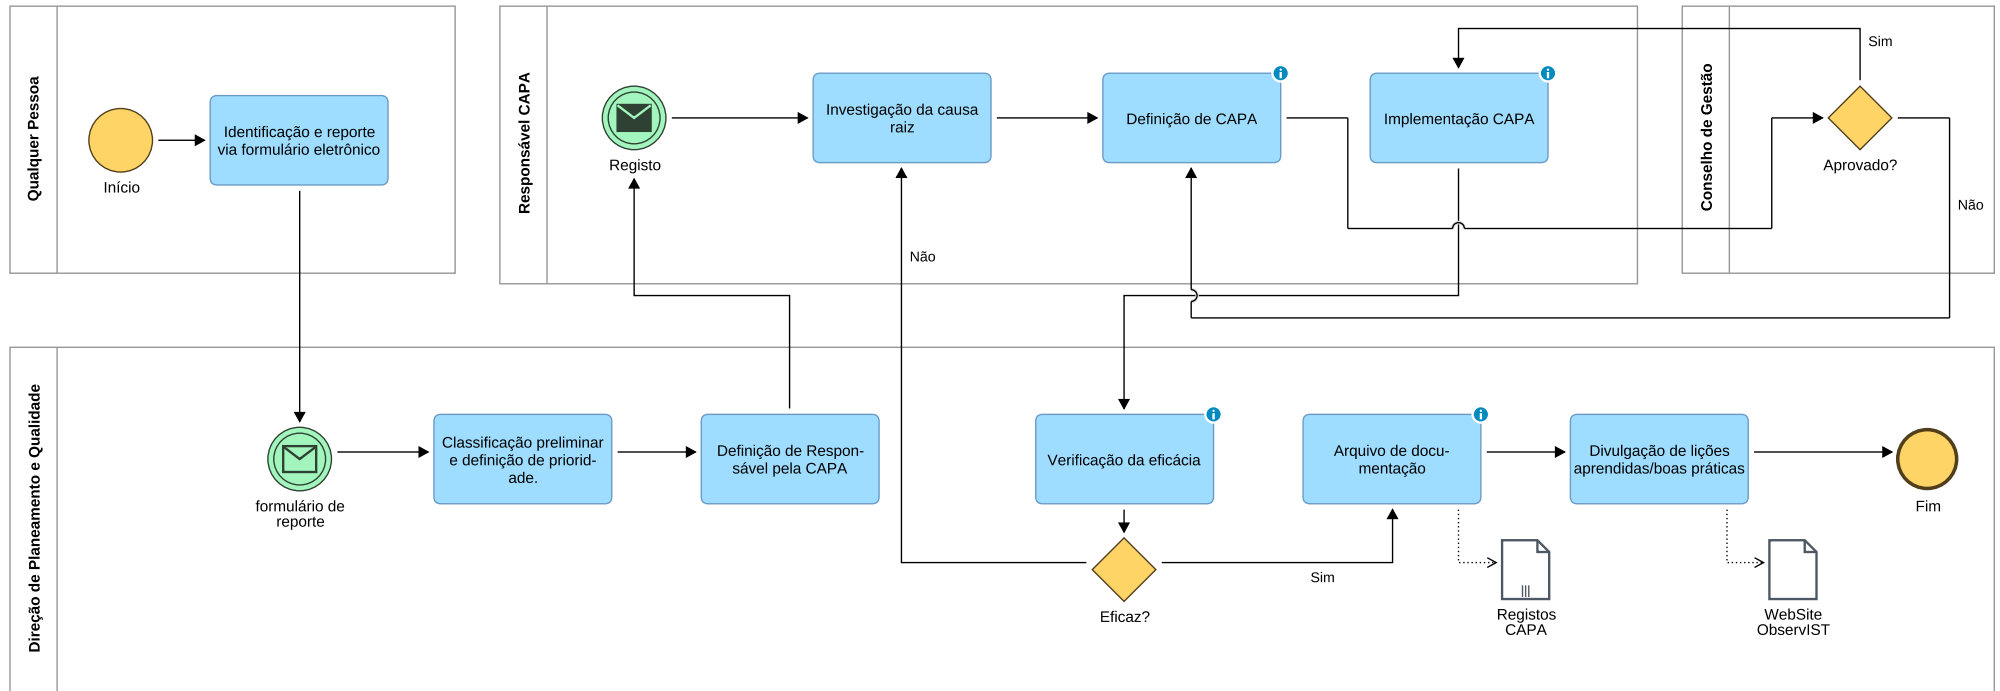 Qualquer Pessoa
Início
Identificação e reporte
via formulário eletrônico
Responsável CAPA
Registo
Investigação da causa
raiz
Definição de CAPA
Implementação CAPA
Conselho de Gestão
Sim
Aprovado?
Não
Não
Direção de Planeamento e Qualidade
formulário de
reporte
Classificação preliminar
e definição de priorid-
ade.
Definição de Respon-
sável pela CAPA
Verificação da eficácia
Eficaz?
Sim
Arquivo de docu-
mentação
Registos
CAPA
Divulgação de lições
aprendidas/boas práticas
WebSite
ObservIST
Fim